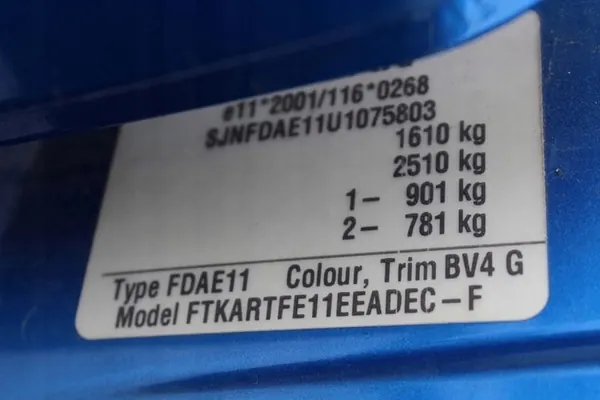 e11*2001/116*0268
SJNFDAE11U1075803
1610 kg
2510 kg
1- 901 kg
2- 781 kg
Type FDAE11 Colour, Trim BV4 G
Model FTKARTFE11EEADEC-F